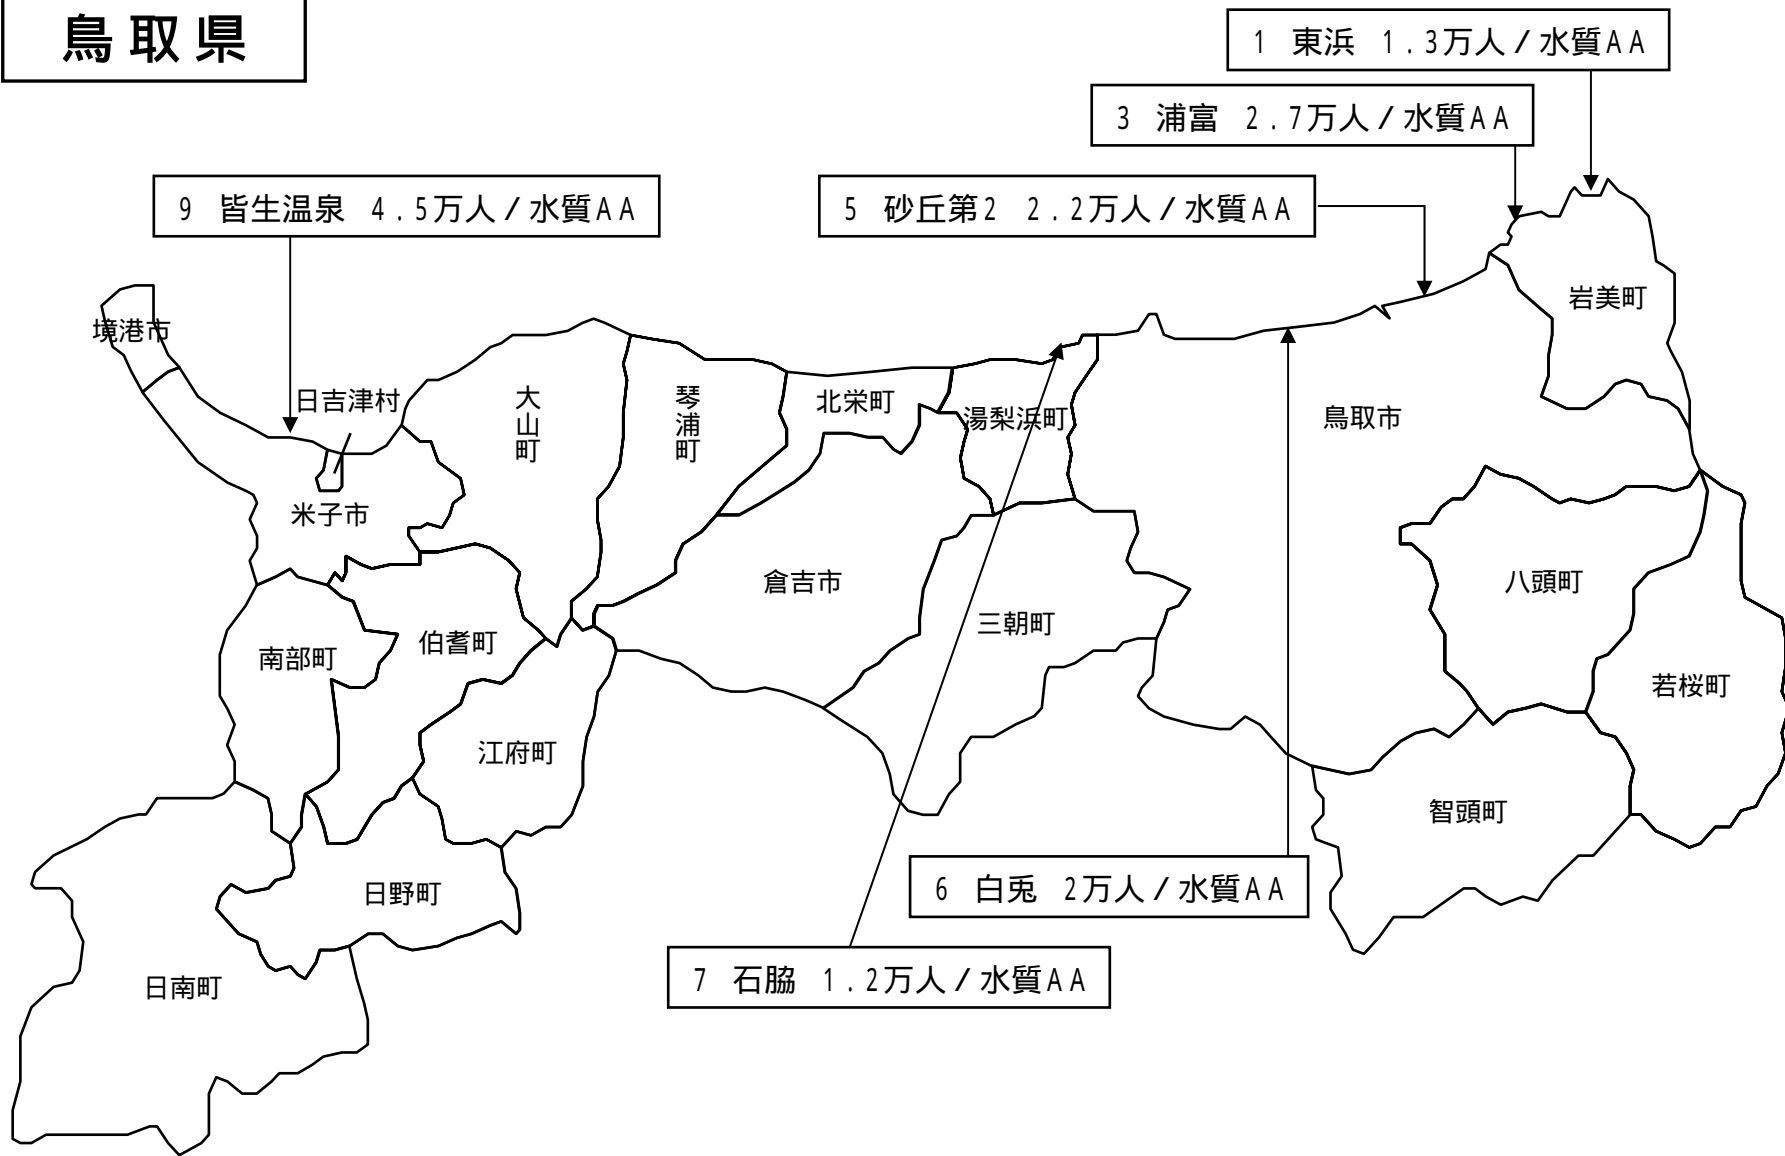 鳥取県
1 東浜 1.3万人/水質AA
3 浦富 2.7万人/水質AA
9 皆生温泉 4.5万人/水質AA
5 砂丘第2 2.2万人/水質AA
岩美町
境港市
日吉津村
大山町
琴浦町
北栄町
湯梨浜町
鳥取市
米子市
倉吉市
八頭町
三朝町
伯耆町
南部町
若桜町
江府町
智頭町
6 白兎 2万人/水質AA
日野町
7 石脇 1.2万人/水質AA
日南町